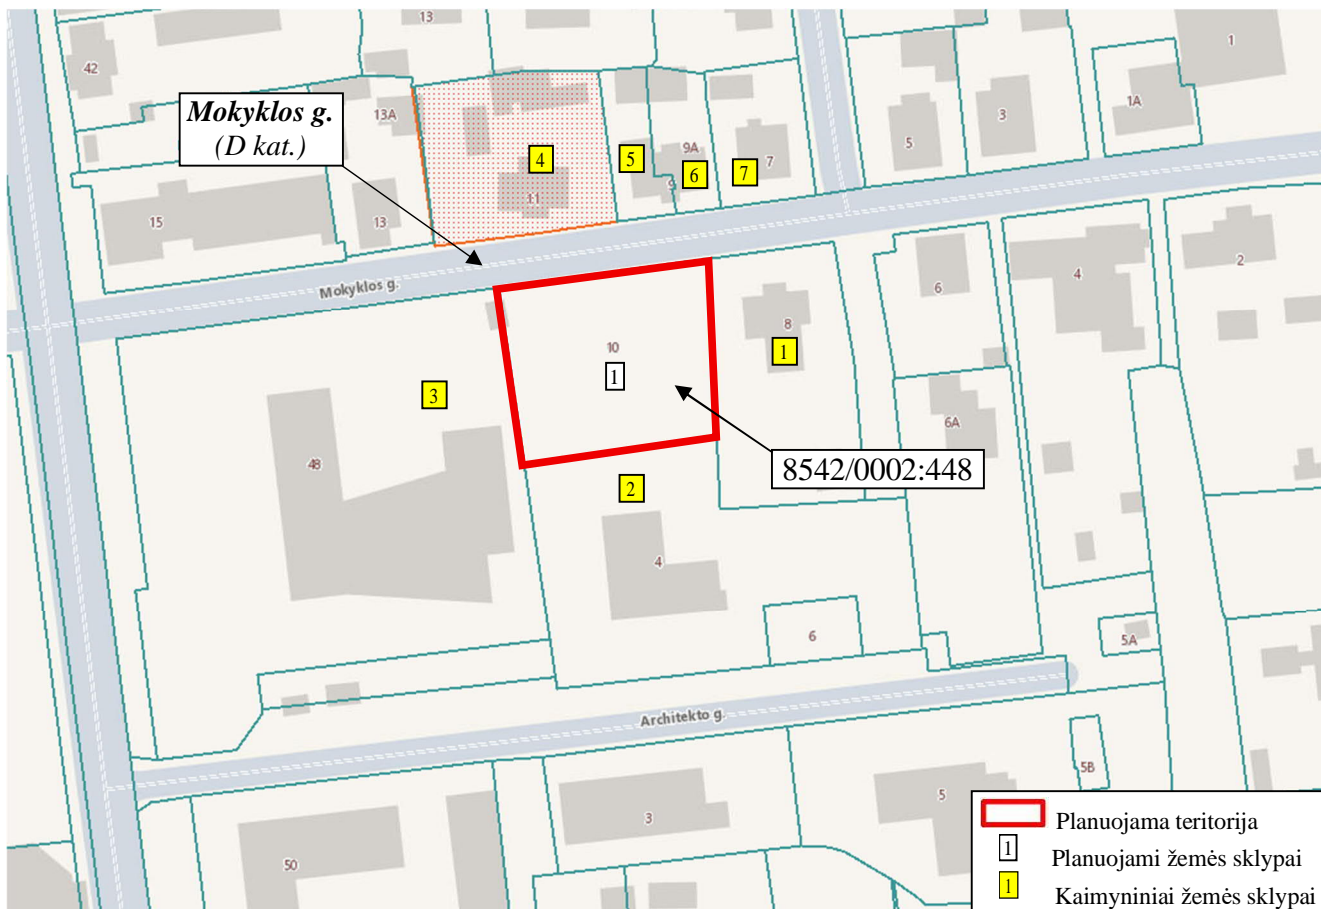 13
1
42
13A
1A
Mokyklos g.
(D kat.)
3
4
5
9A
5
6
7
7
9
11
15
13
2
4
6
Mokyklos g.
8
10
1
1
3
6A
48
8542/0002:448
2
4
6
5A
Architekto g.
5B
5
3
50
Planuojama teritorija
1 Planuojami žemės sklypai
1 Kaimyniniai žemės sklypai